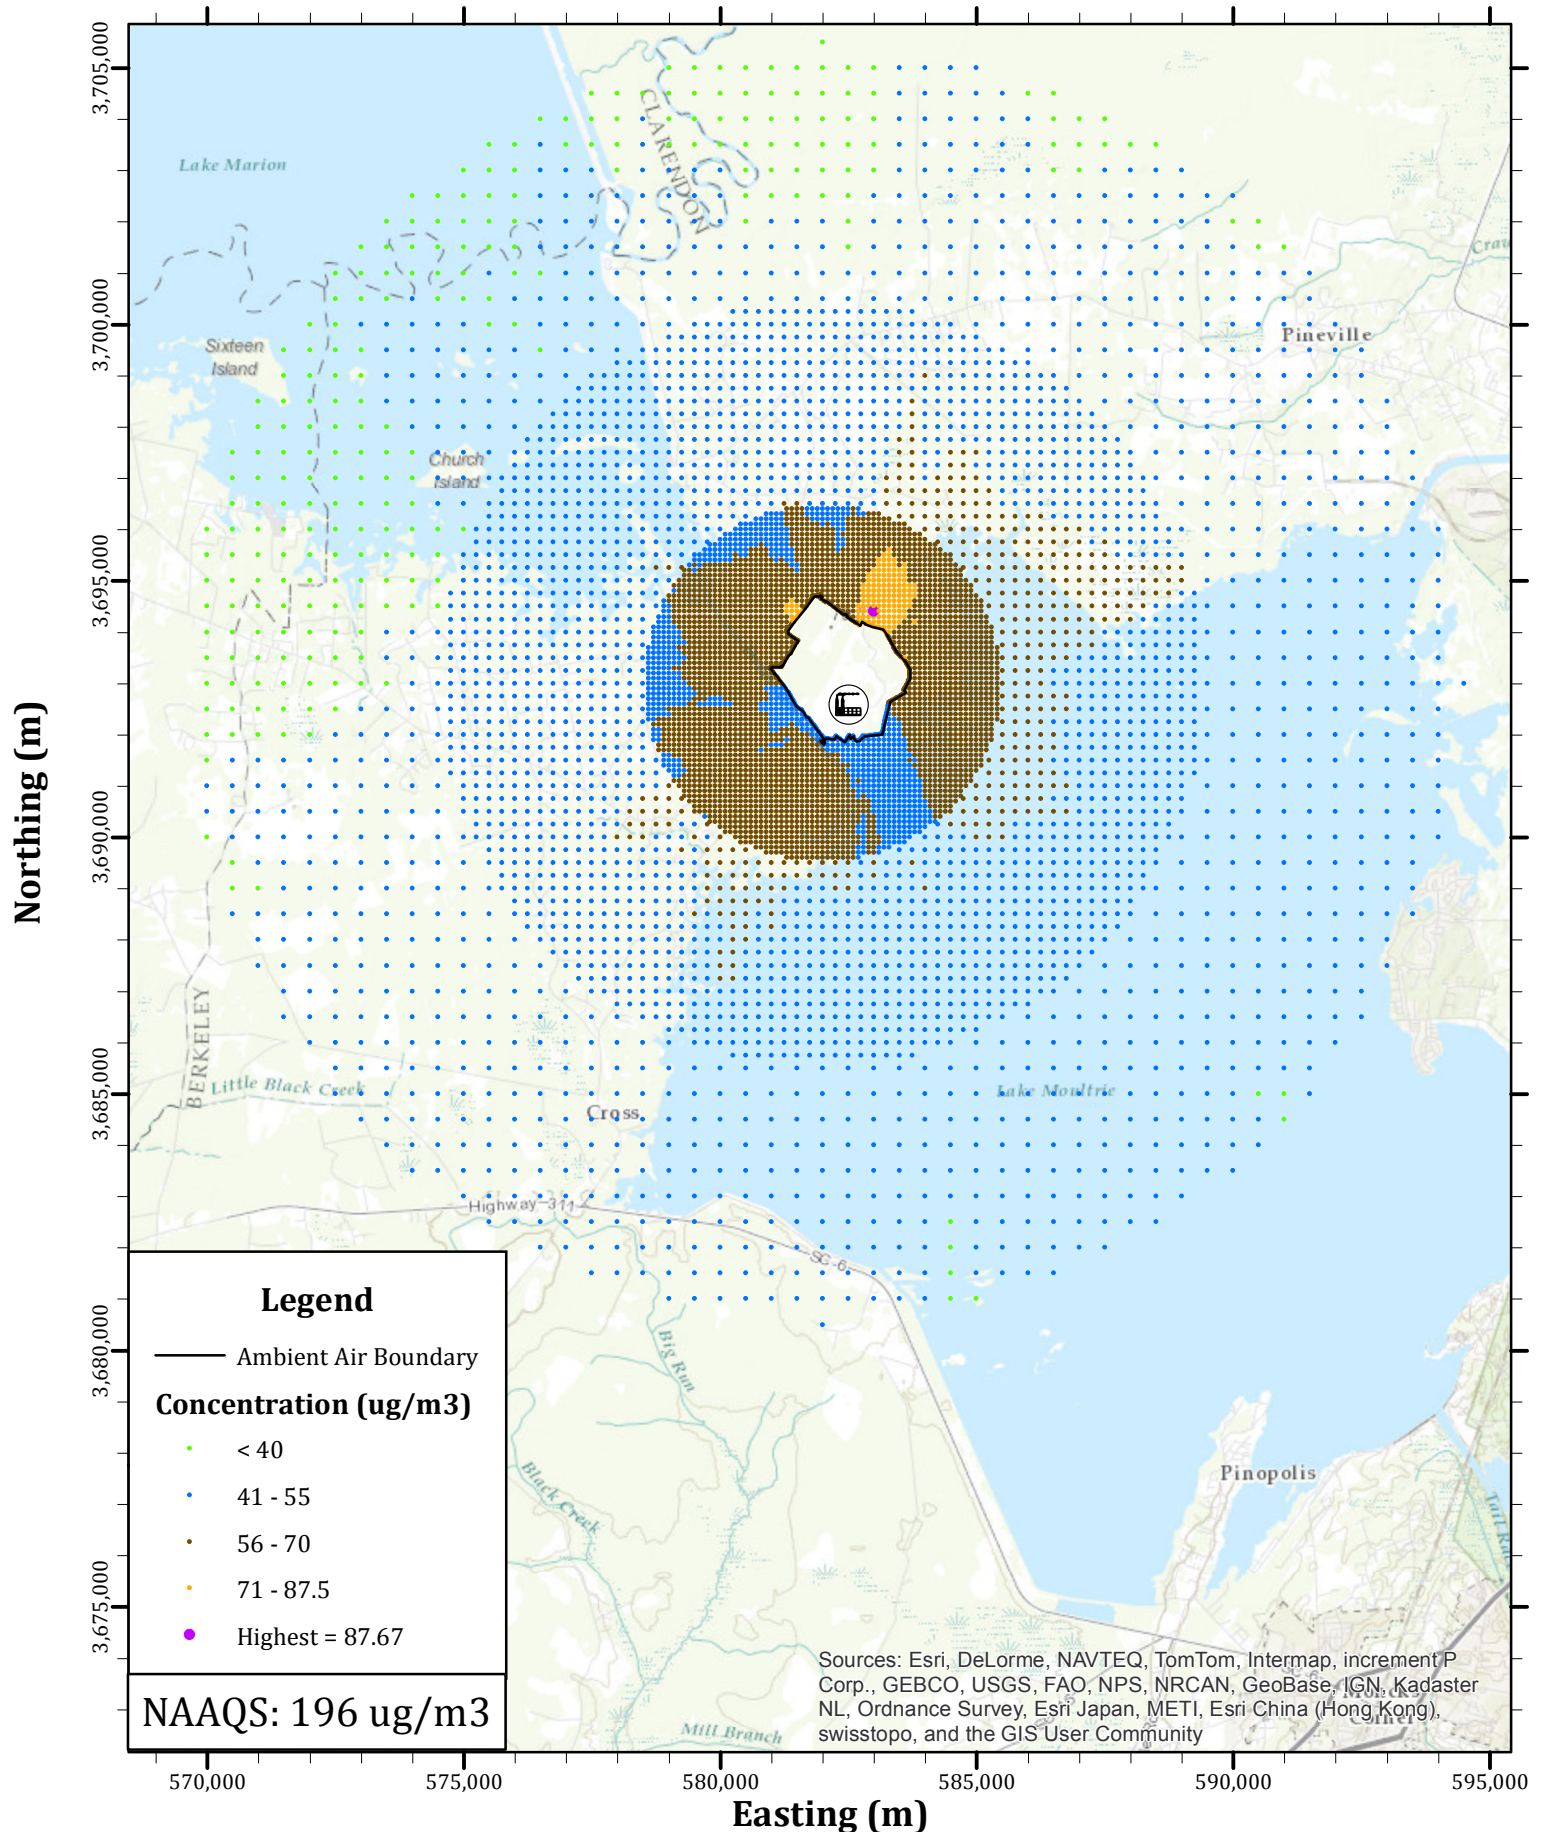 3,705,000
3,700,000
3,695,000
3,690,000
3,685,000
3,680,000
3,675,000
Northing (m)
Lake Marion
CLARENDON
Pineville
Sixteen
Island
Church
Island
BERKELEY
Little Black Creek
Cross
Lake Moultrie
Highway-311
SC-6
Big Run
Black Creek
Pinopolis
Mill Branch
Moncks
Corner
Legend
Ambient Air Boundary
Concentration (ug/m3)
< 40
41 - 55
56 - 70
71 - 87.5
Highest = 87.67
NAAQS: 196 ug/m3
Sources: Esri, DeLorme, NAVTEQ, TomTom, Intermap, increment P
Corp., GEBCO, USGS, FAO, NPS, NRCAN, GeoBase, IGN, Kadaster
NL, Ordnance Survey, Esri Japan, METI, Esri China (Hong Kong),
swisstopo, and the GIS User Community
570,000
575,000
580,000
585,000
590,000
595,000
Easting (m)